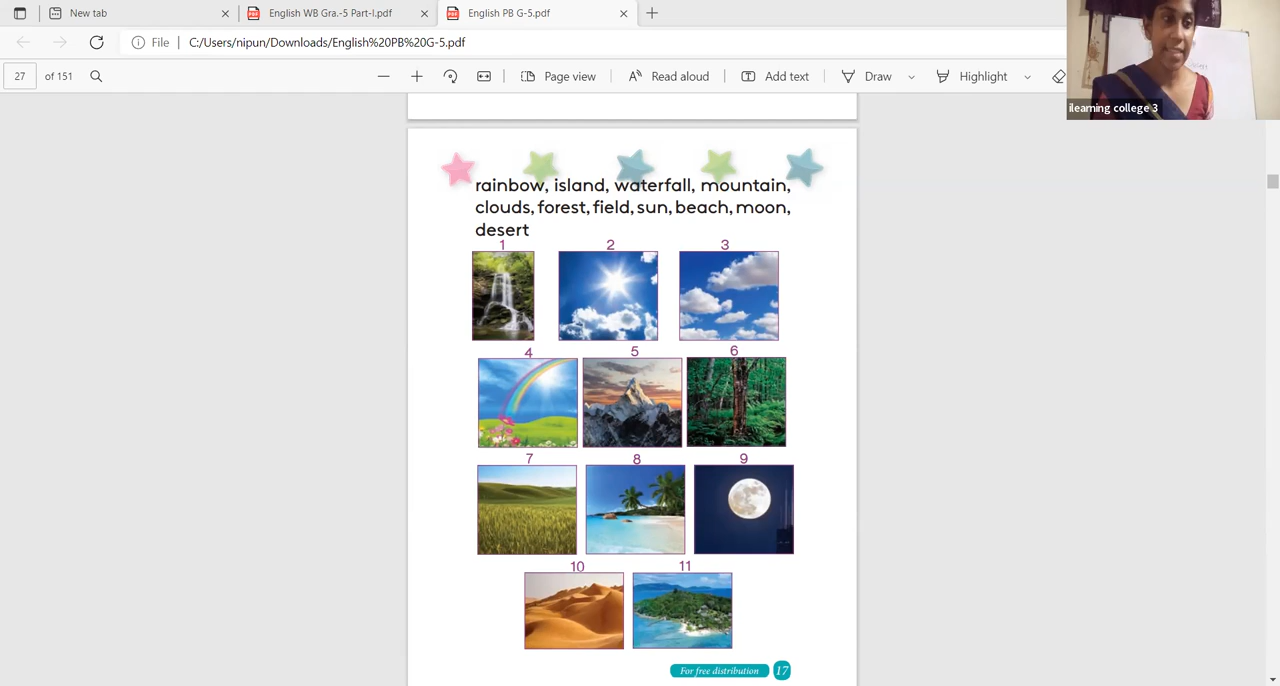 New tab
English WB Gra.-5 Part-I.pdf
English PB G-5.pdf
File
C:/Users/nipun/Downloads/English%20PB%20G-5.pdf
27 of 151
Page view
Read aloud
Add text
Draw
Highlight
ilearning college 3
rainbow, island, waterfall, mountain,
clouds, forest, field, sun, beach, moon,
desert
1 2 3
4 5 6
7 8 9
10 11
For free distribution 17